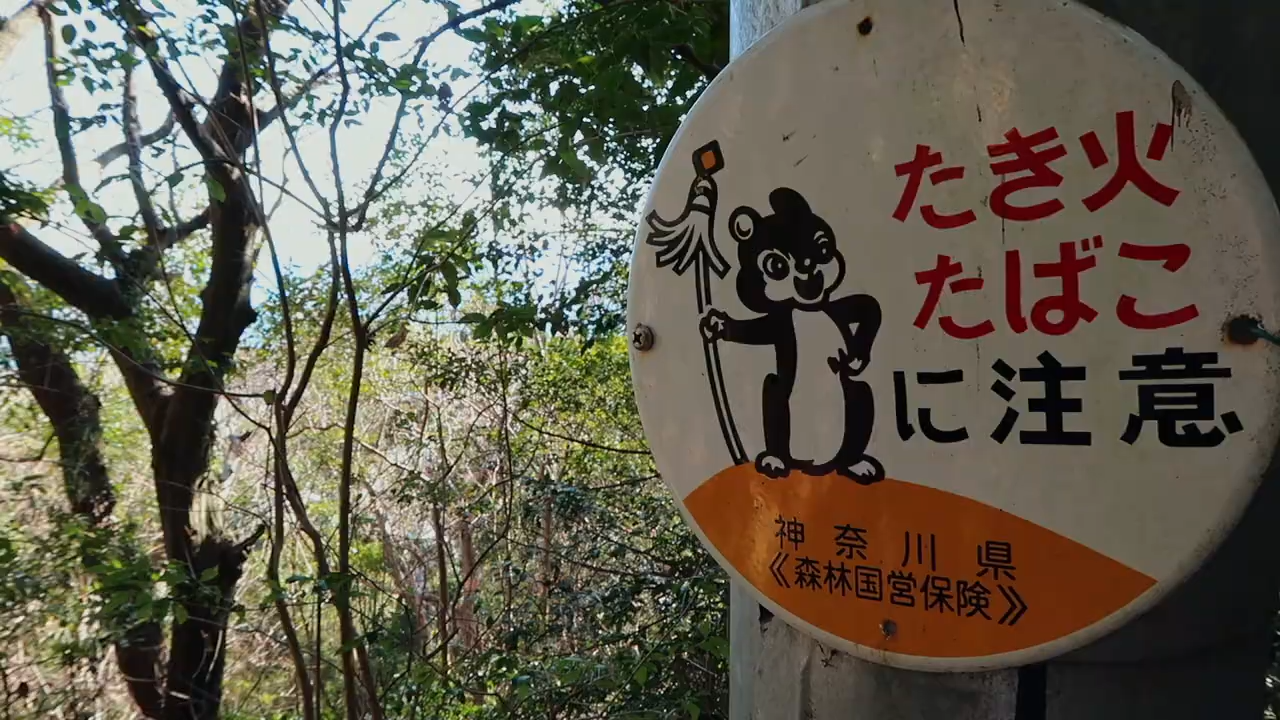 たき火
たばこ
に注意
神奈川県
《森林国営保険》